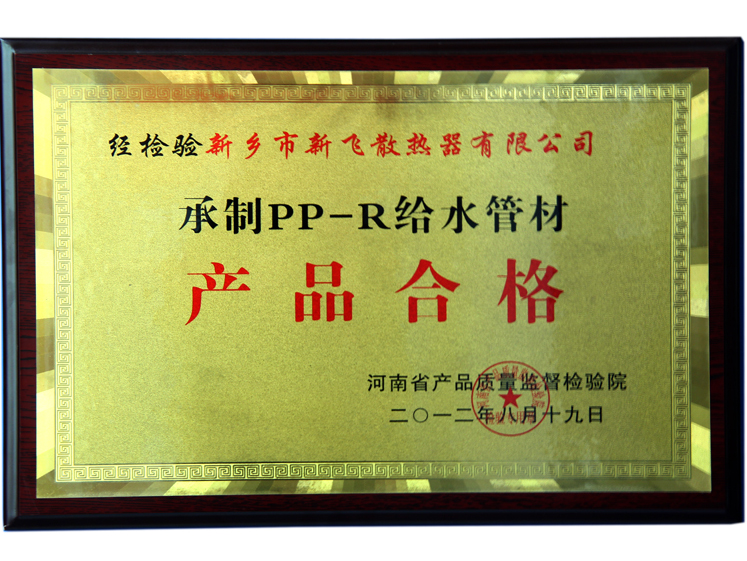 经检验新乡市新飞散热器有限公司
承制PP-R给水管材
产品合格
河南省产品质量监督检验院
二〇一二年八月十九日